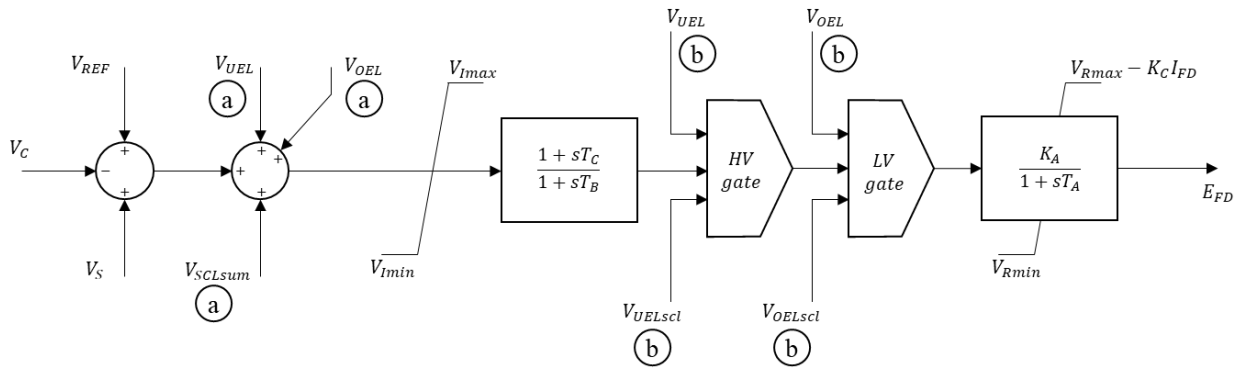 V_UEL
b
V_OEL
b
V_REF
V_UEL
a
V_OEL
a
V_Imax
V_Rmax − K_C I_FD
V_C
+
−
+
+
+
+
+
1 + sT_C
1 + sT_B
HV
gate
LV
gate
K_A
1 + sT_A
E_FD
V_S
V_SCLsum
a
V_Imin
V_UELscl
b
V_OELscl
b
V_Rmin